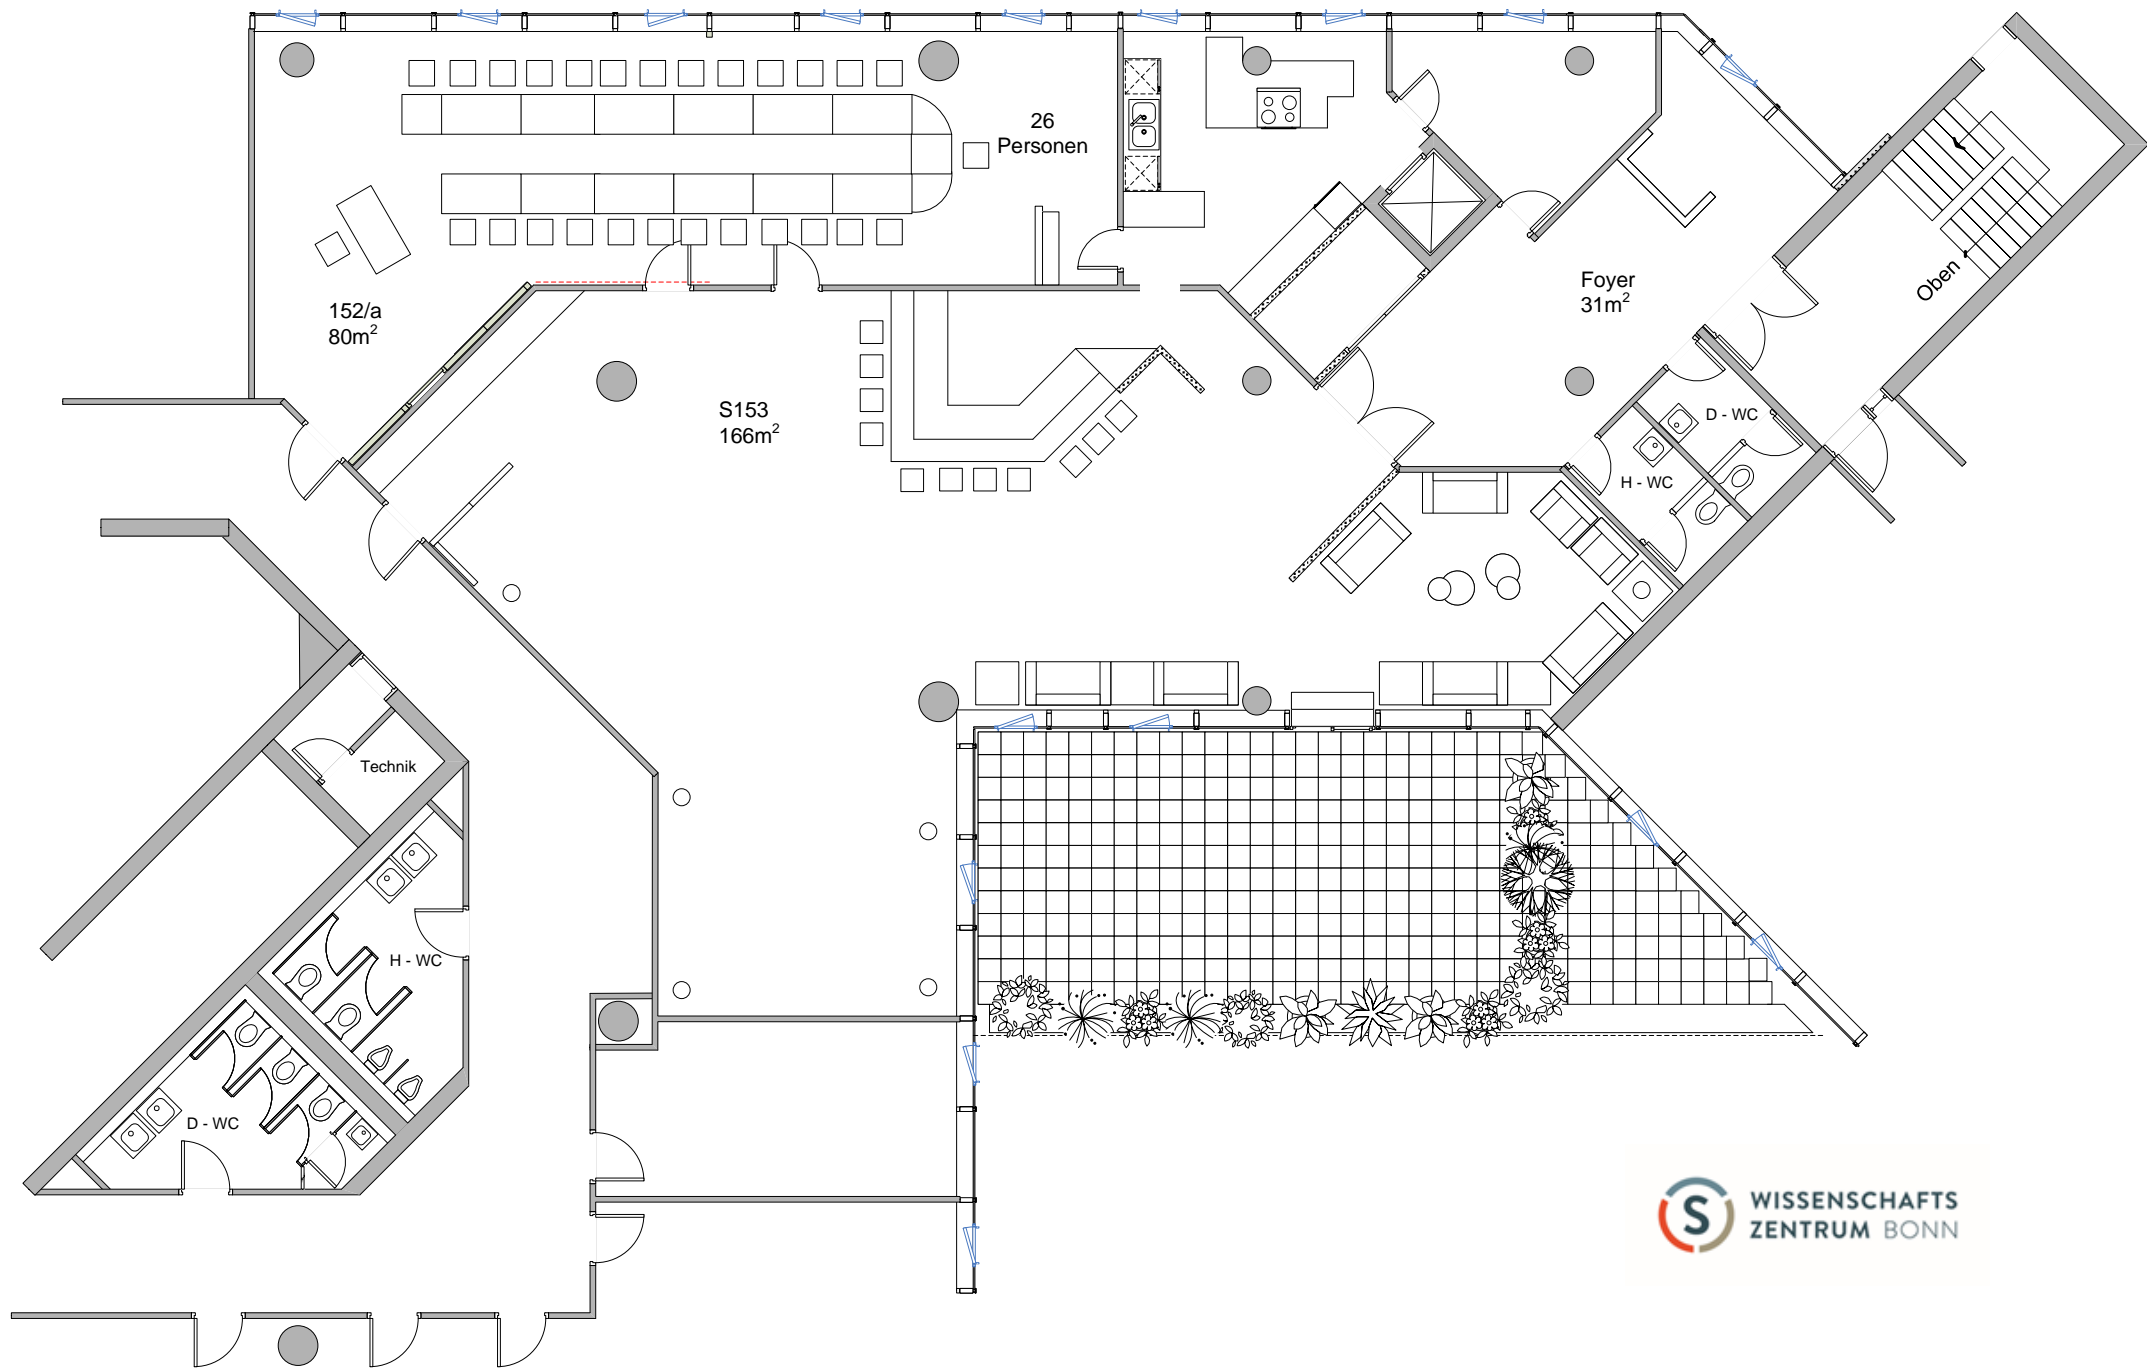 26
Personen
152/a
80m²
S153
166m²
Foyer
31m²
Oben
D - WC
H - WC
Technik
H - WC
D - WC
S
WISSENSCHAFTS
ZENTRUM BONN